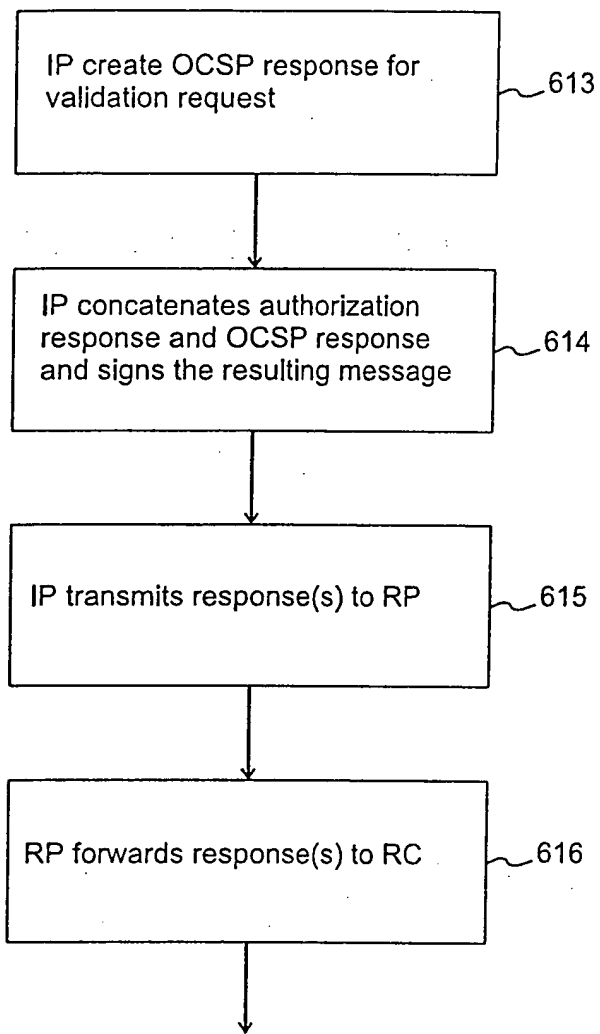 IP create OCSP response for
validation request
613
IP concatenates authorization
response and OCSP response
and signs the resulting message
614
IP transmits response(s) to RP
615
RP forwards response(s) to RC
616